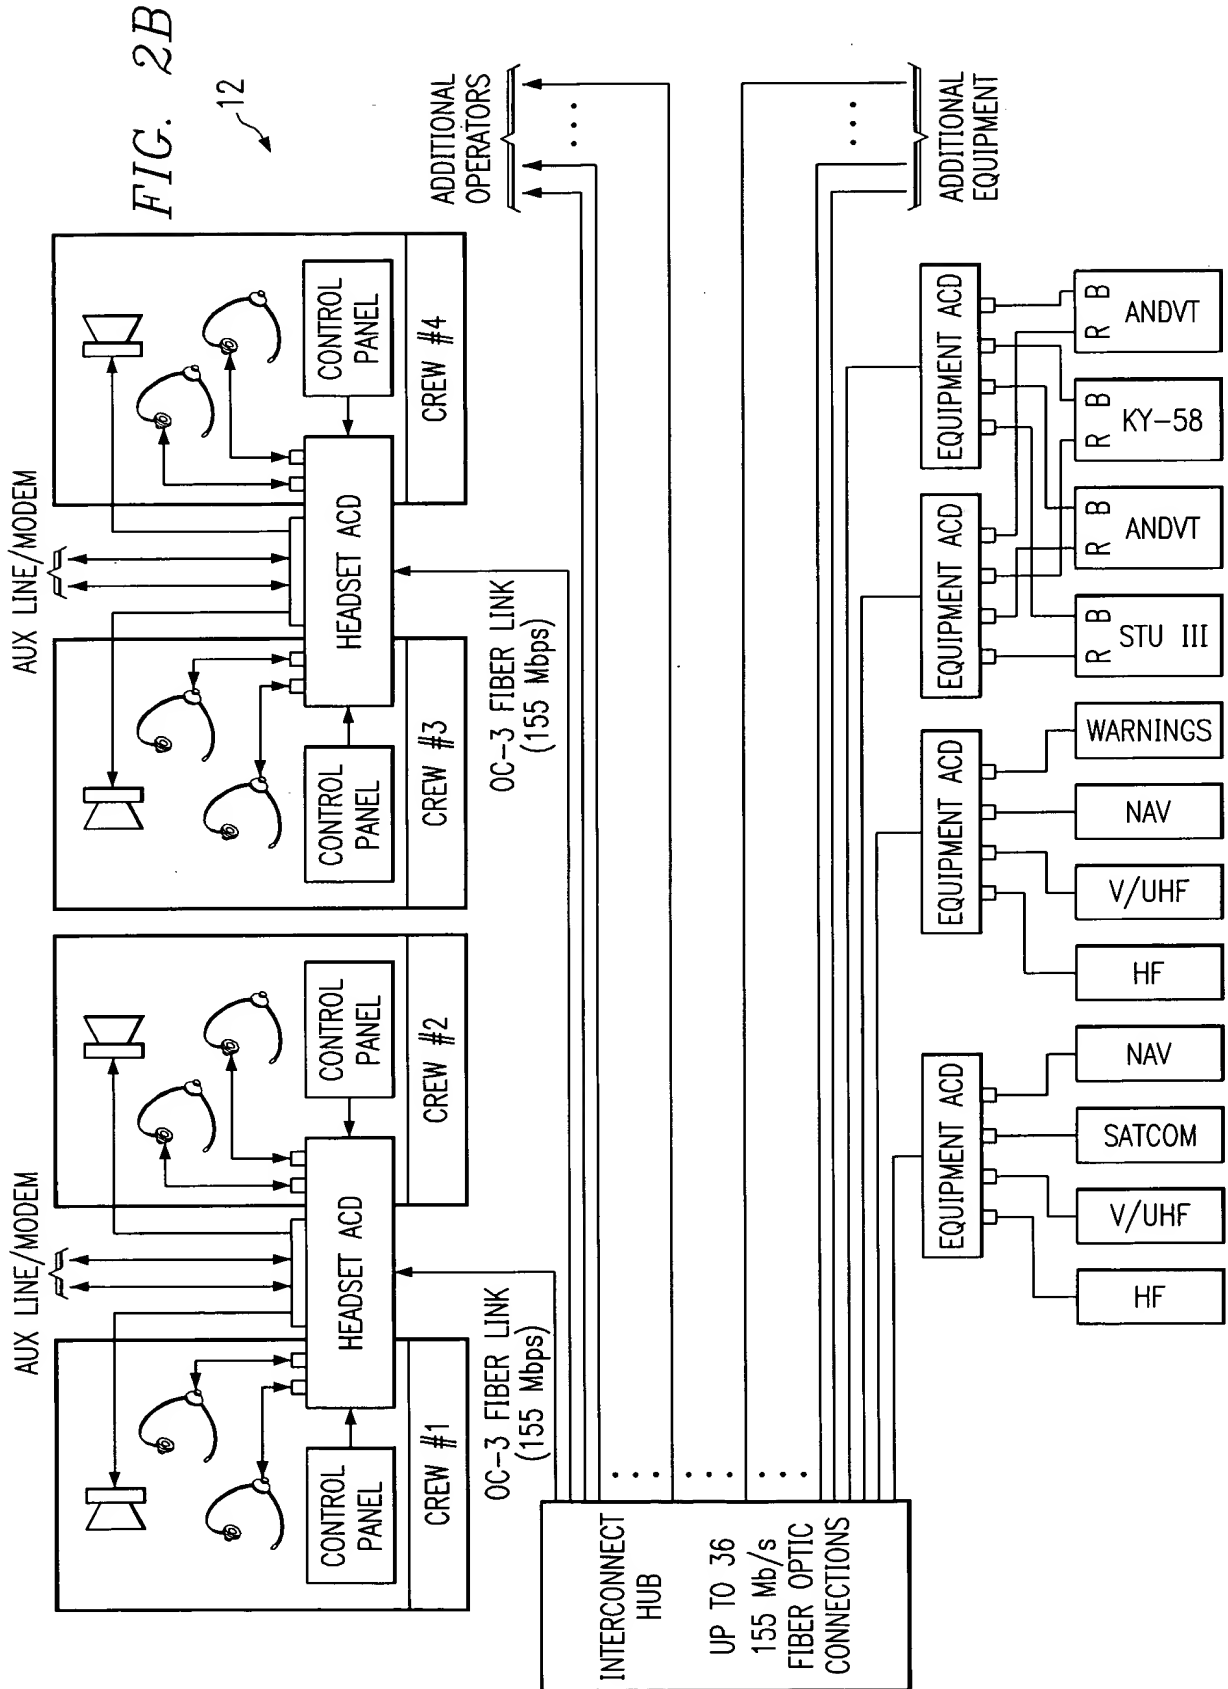 FIG. 2B
12
AUX LINE/MODEM
AUX LINE/MODEM
CONTROL
PANEL
CREW #1
HEADSET ACD
CONTROL
PANEL
CREW #2
CONTROL
PANEL
CREW #3
HEADSET ACD
CONTROL
PANEL
CREW #4
OC-3 FIBER LINK
(155 Mbps)
OC-3 FIBER LINK
(155 Mbps)
ADDITIONAL
OPERATORS
INTERCONNECT
HUB
UP TO 36
155 Mb/s
FIBER OPTIC
CONNECTIONS
ADDITIONAL
EQUIPMENT
EQUIPMENT ACD
EQUIPMENT ACD
EQUIPMENT ACD
EQUIPMENT ACD
HF
V/UHF
SATCOM
NAV
HF
V/UHF
NAV
WARNINGS
R B
STU III
R B
ANDVT
R B
KY-58
R B
ANDVT